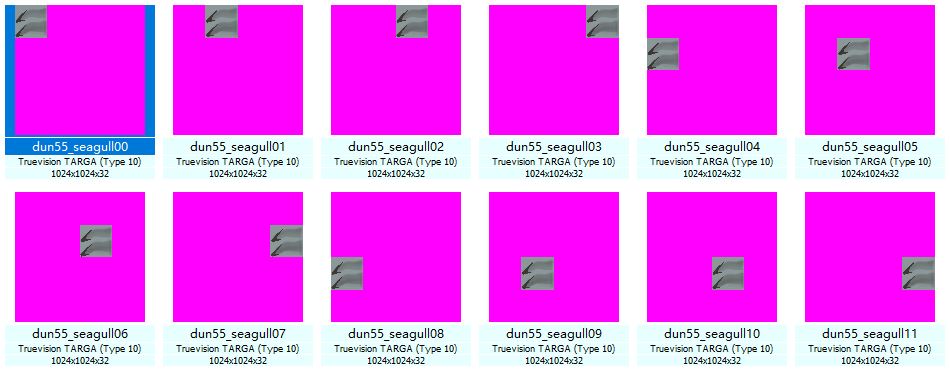 dun55_seagull00
Truevision TARGA (Type 10)
1024x1024x32
dun55_seagull01
Truevision TARGA (Type 10)
1024x1024x32
dun55_seagull02
Truevision TARGA (Type 10)
1024x1024x32
dun55_seagull03
Truevision TARGA (Type 10)
1024x1024x32
dun55_seagull04
Truevision TARGA (Type 10)
1024x1024x32
dun55_seagull05
Truevision TARGA (Type 10)
1024x1024x32
dun55_seagull06
Truevision TARGA (Type 10)
1024x1024x32
dun55_seagull07
Truevision TARGA (Type 10)
1024x1024x32
dun55_seagull08
Truevision TARGA (Type 10)
1024x1024x32
dun55_seagull09
Truevision TARGA (Type 10)
1024x1024x32
dun55_seagull10
Truevision TARGA (Type 10)
1024x1024x32
dun55_seagull11
Truevision TARGA (Type 10)
1024x1024x32